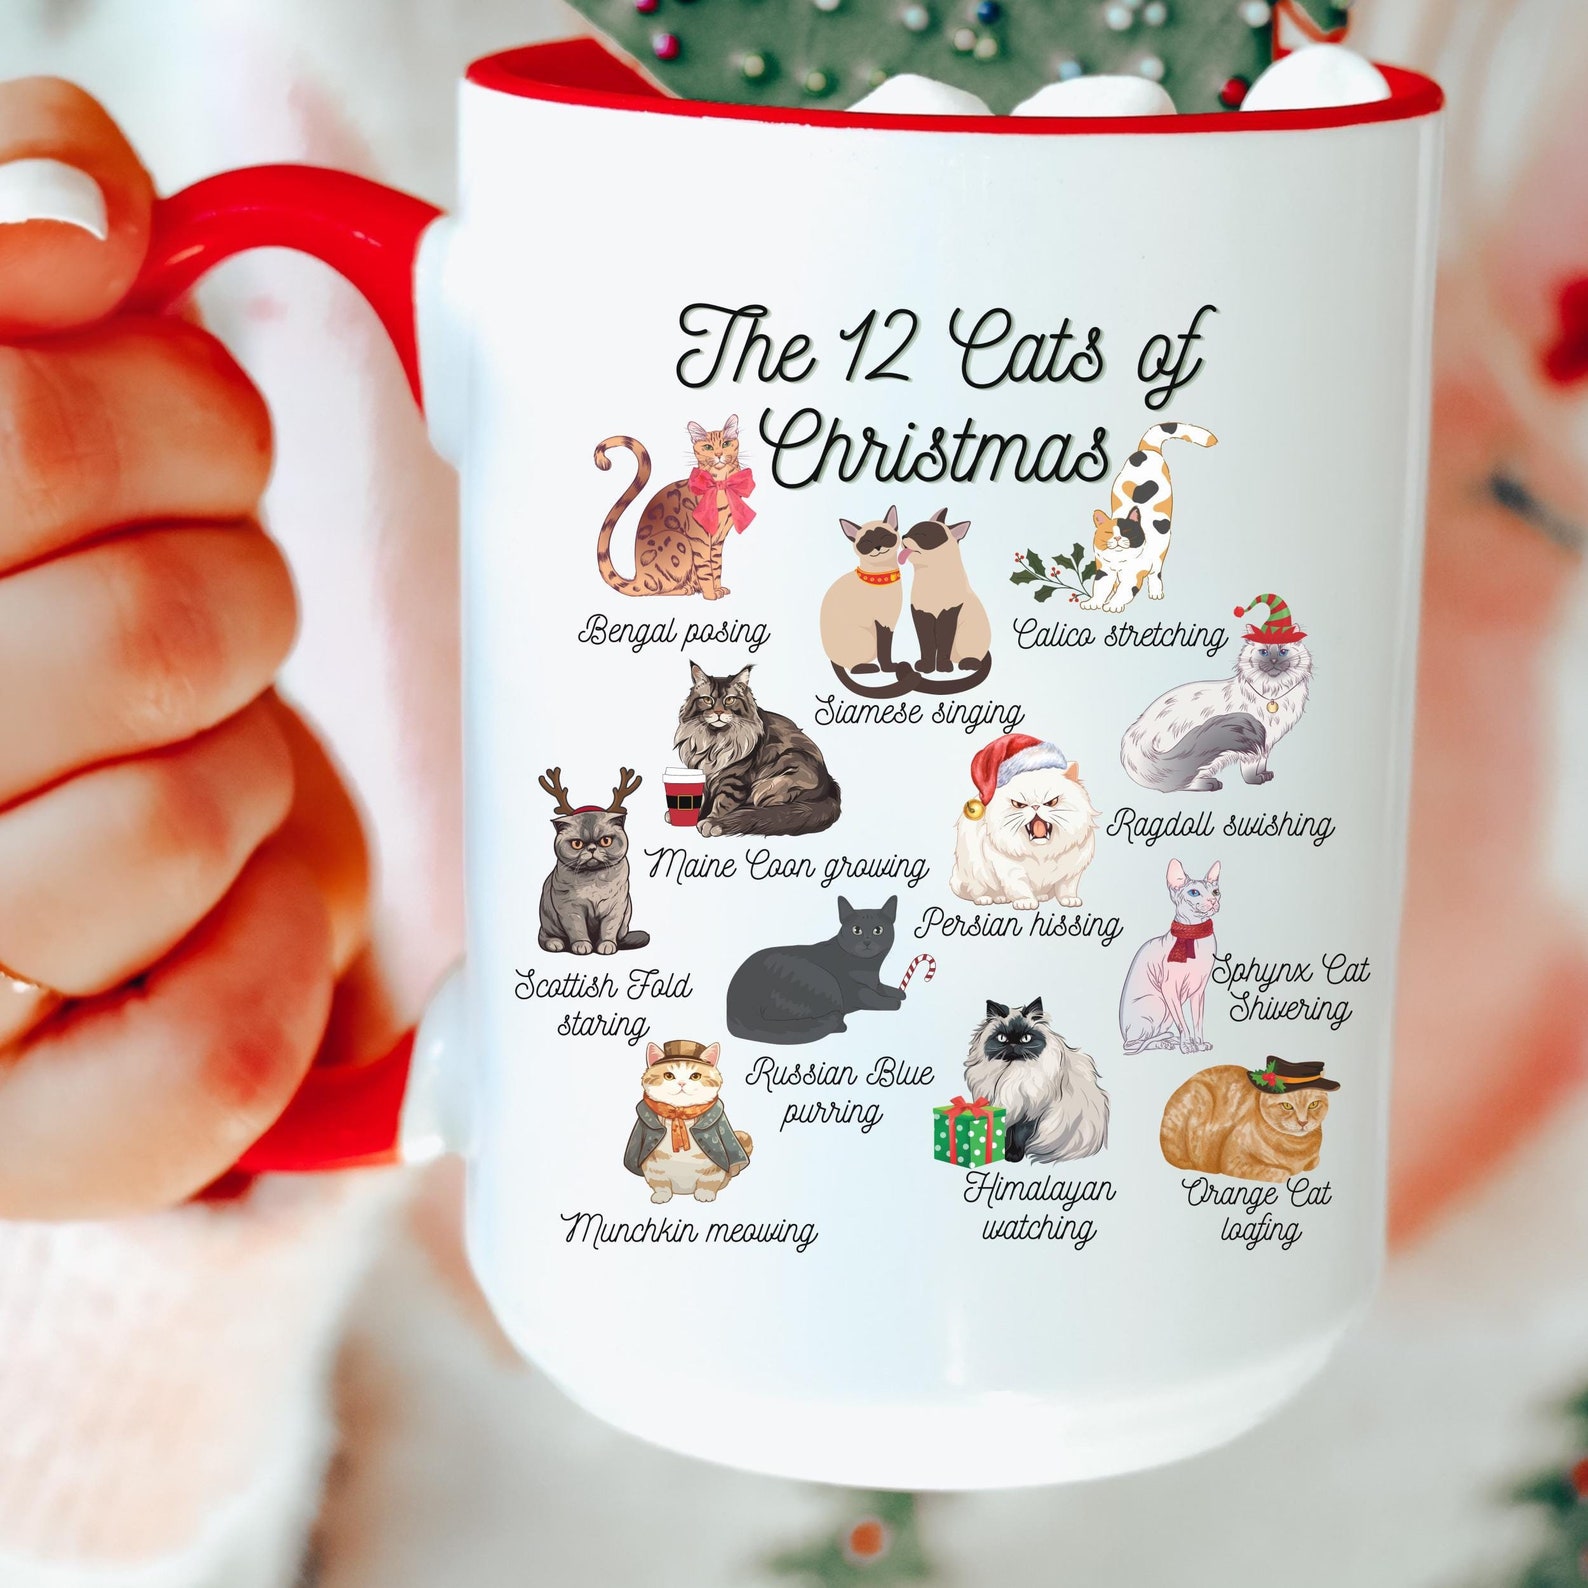 The 12 Cats of
Christmas
Bengal posing
Siamese singing
Calico stretching
Maine Coon growing
Ragdoll swishing
Scottish Fold
staring
Persian hissing
Sphynx Cat
Shivering
Russian Blue
purring
Munchkin meowing
Himalayan
watching
Orange Cat
loafing